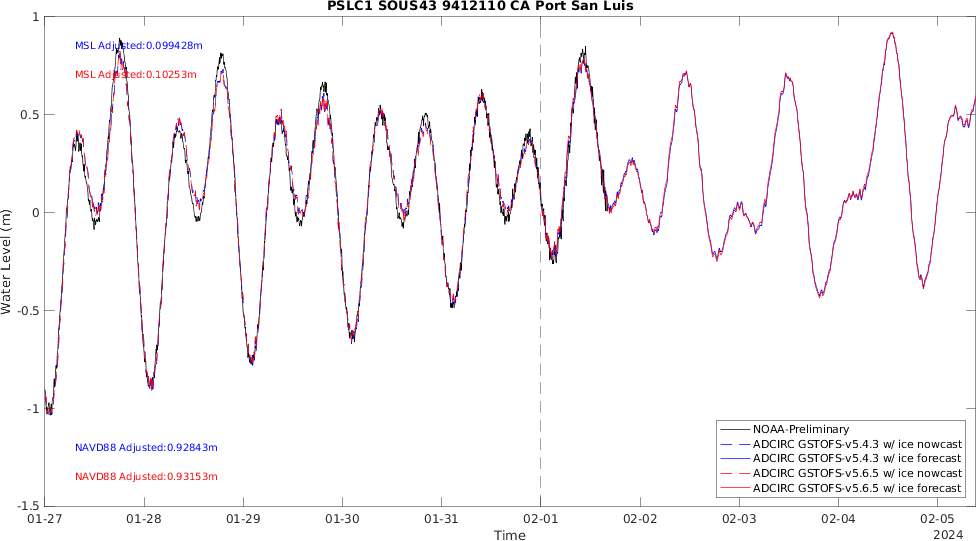 PSLC1 SOUS43 9412110 CA Port San Luis
1
MSL Adjusted:0.099428m
MSL Adjusted:0.10253m
0.5
0
Water Level (m)
-0.5
-1
NAVD88 Adjusted:0.92843m
NAVD88 Adjusted:0.93153m
-1.5
NOAA-Preliminary
ADCIRC GSTOFS-v5.4.3 w/ ice nowcast
ADCIRC GSTOFS-v5.4.3 w/ ice forecast
ADCIRC GSTOFS-v5.6.5 w/ ice nowcast
ADCIRC GSTOFS-v5.6.5 w/ ice forecast
01-27 01-28 01-29 01-30 01-31 02-01 02-02 02-03 02-04 02-05
Time
2024